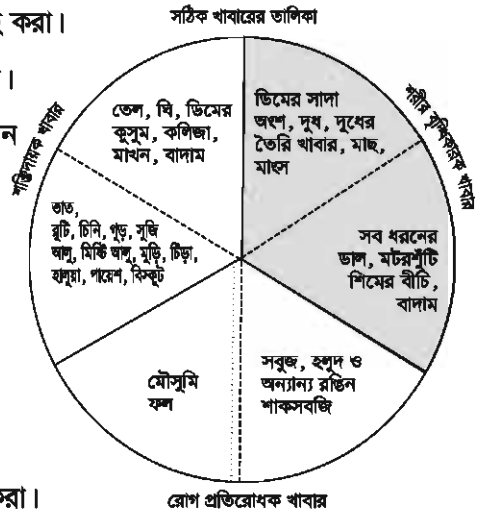 করা।
সঠিক খাবারের তালিকা
।
ন
শক্তিদায়ক খাবার
তেল, ঘি, ডিমের
কুসুম, কলিজা,
মাখন, বাদাম
ডিমের সাদা
অংশ, দুধ, দুধের
তৈরি খাবার, মাছ,
মাংস
শরীর বৃদ্ধিকারক খাবার
ভাত,
রুটি, চিনি, গুড়, সুজি
আলু, মিষ্টি আলু, মুড়ি, চিঁড়া,
হালুয়া, পায়েশ, বিস্কুট
সব ধরনের
ডাল, মটরশুঁটি
শিমের বীচি,
বাদাম
মৌসুমি
ফল
সবুজ, হলুদ ও
অন্যান্য রঙিন
শাকসবজি
করা।
রোগ প্রতিরোধক খাবার